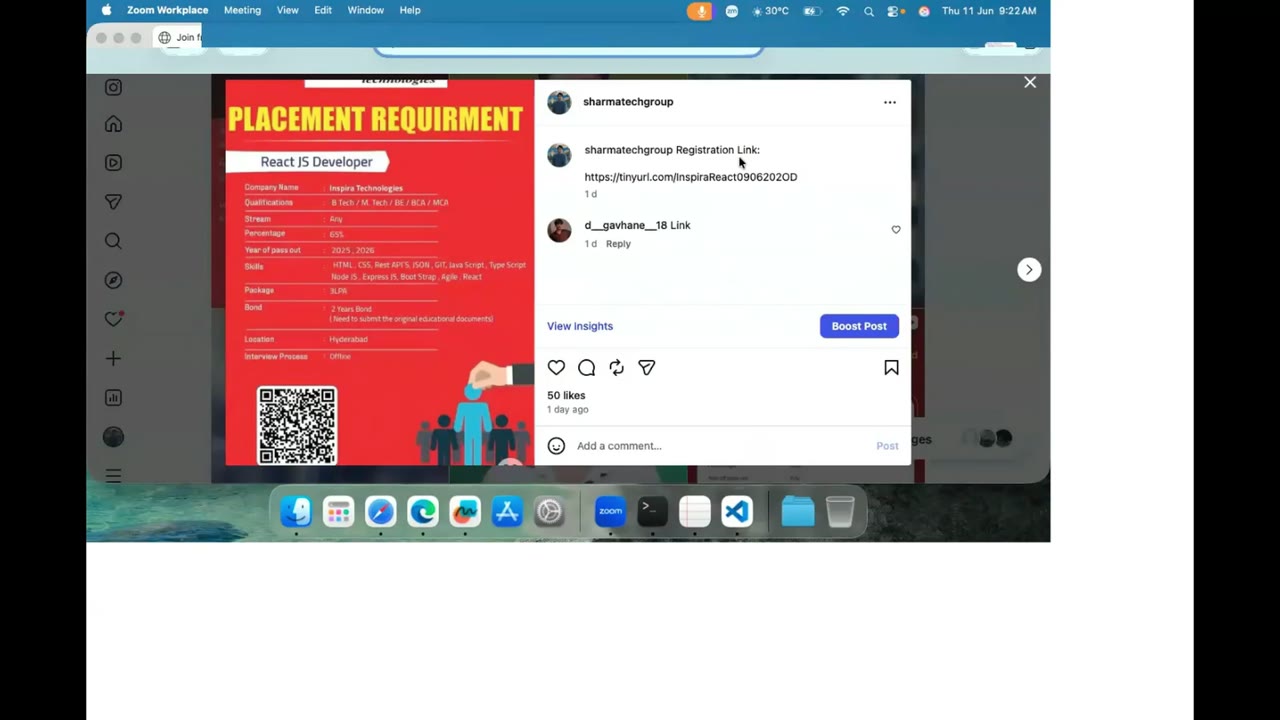 Zoom Workplace Meeting View Edit Window Help
zm 30°C Thu 11 Jun 9:22 AM
Join
Technologies
PLACEMENT REQUIRMENT
React JS Developer
Company Name : Inspira Technologies
Qualifications : B Tech / M. Tech / BE / BCA / MCA
Stream : Any
Percentage : 65%
Year of pass out : 2025 , 2026
Skills : HTML , CSS, Rest API'S, JSON , GIT, Java Script , Type Script
Node JS , Express JS, Boot Strap , Agile , React
Package : 3LPA
Bond : 2 Years Bond
( Need to submit the original educational documents)
Location : Hyderabad
Interview Process : Offline
sharmatechgroup
sharmatechgroup Registration Link:
https://tinyurl.com/InspiraReact0906202OD
1 d
d__gavhane__18 Link
1 d Reply
View Insights
Boost Post
50 likes
1 day ago
Add a comment...
Post
zoom